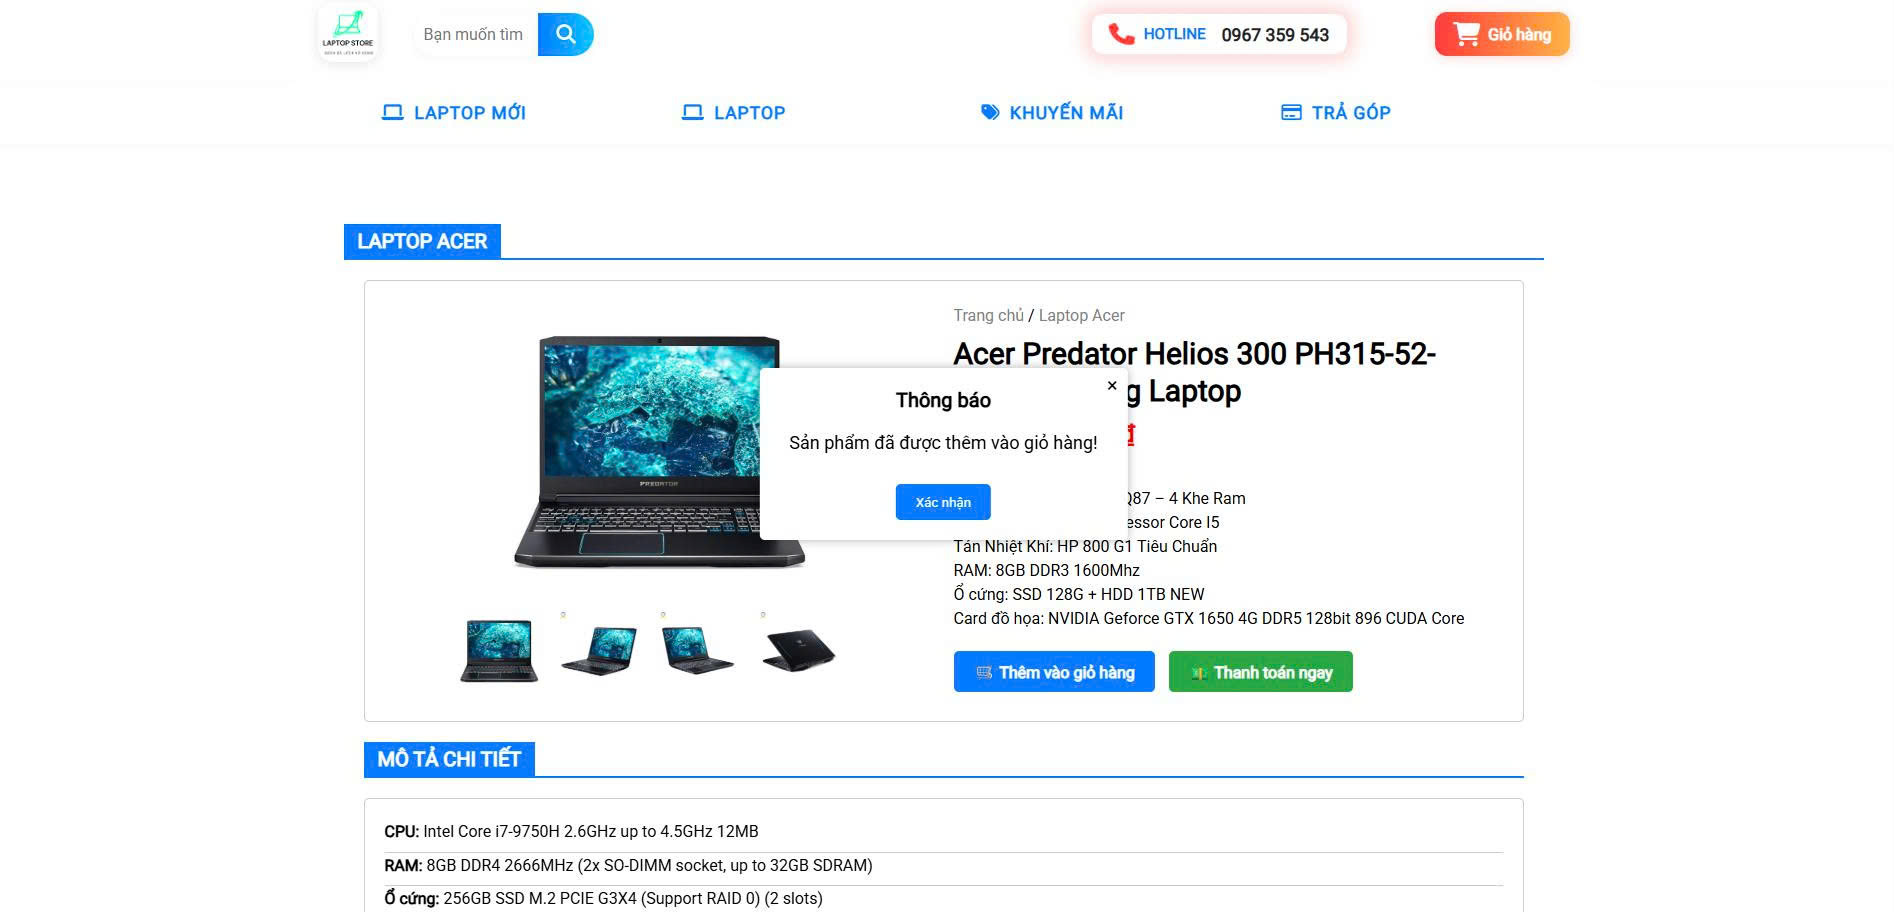 LAPTOP STORE
Bạn muốn tìm
HOTLINE 0967 359 543
Giỏ hàng
LAPTOP MỚI
LAPTOP
KHUYẾN MÃI
TRẢ GÓP
LAPTOP ACER
Trang chủ / Laptop Acer
Acer Predator Helios 300 PH315-52-
g Laptop
đ
Thông báo
×
Sản phẩm đã được thêm vào giỏ hàng!
Xác nhận
Q87 – 4 Khe Ram
essor Core I5
Tản Nhiệt Khí: HP 800 G1 Tiêu Chuẩn
RAM: 8GB DDR3 1600Mhz
Ổ cứng: SSD 128G + HDD 1TB NEW
Card đồ họa: NVIDIA Geforce GTX 1650 4G DDR5 128bit 896 CUDA Core
PREDATOR
Thêm vào giỏ hàng
Thanh toán ngay
MÔ TẢ CHI TIẾT
CPU: Intel Core i7-9750H 2.6GHz up to 4.5GHz 12MB
RAM: 8GB DDR4 2666MHz (2x SO-DIMM socket, up to 32GB SDRAM)
Ổ cứng: 256GB SSD M.2 PCIE G3X4 (Support RAID 0) (2 slots)